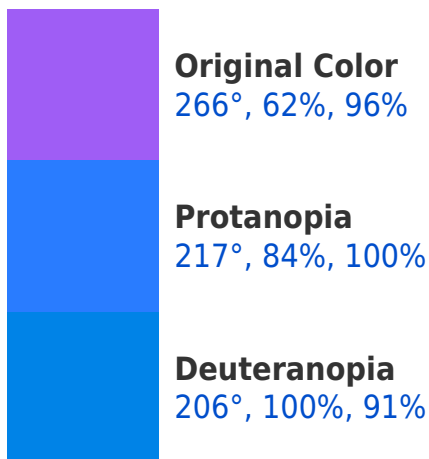 Original Color
266°, 62%, 96%
Protanopia
217°, 84%, 100%
Deuteranopia
206°, 100%, 91%